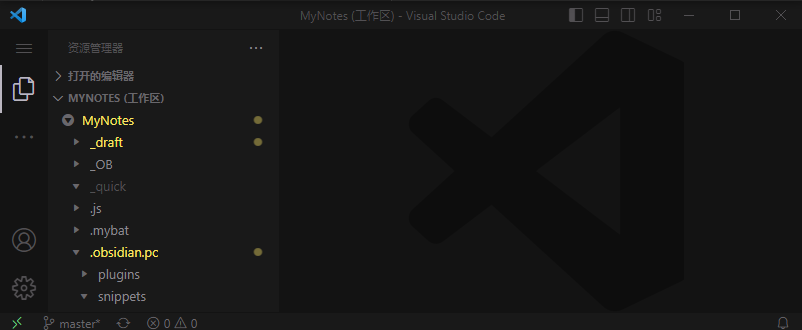 MyNotes (工作区) - Visual Studio Code
资源管理器
打开的编辑器
MYNOTES (工作区)
MyNotes
_draft
_OB
_quick
.js
.mybat
.obsidian.pc
plugins
snippets
master* 0 0